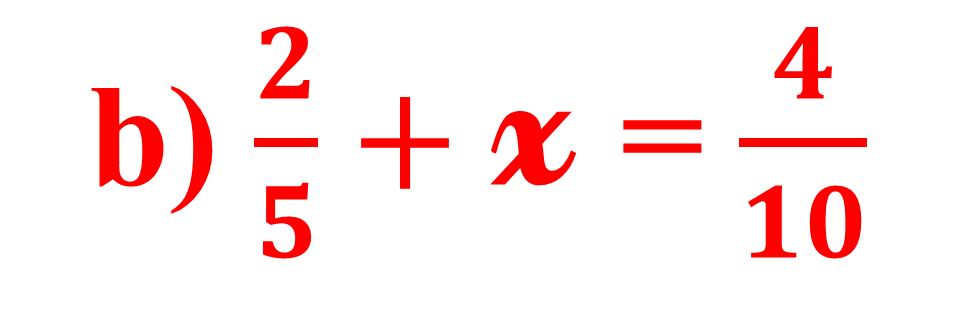 b) 2/5 + x = 4/10